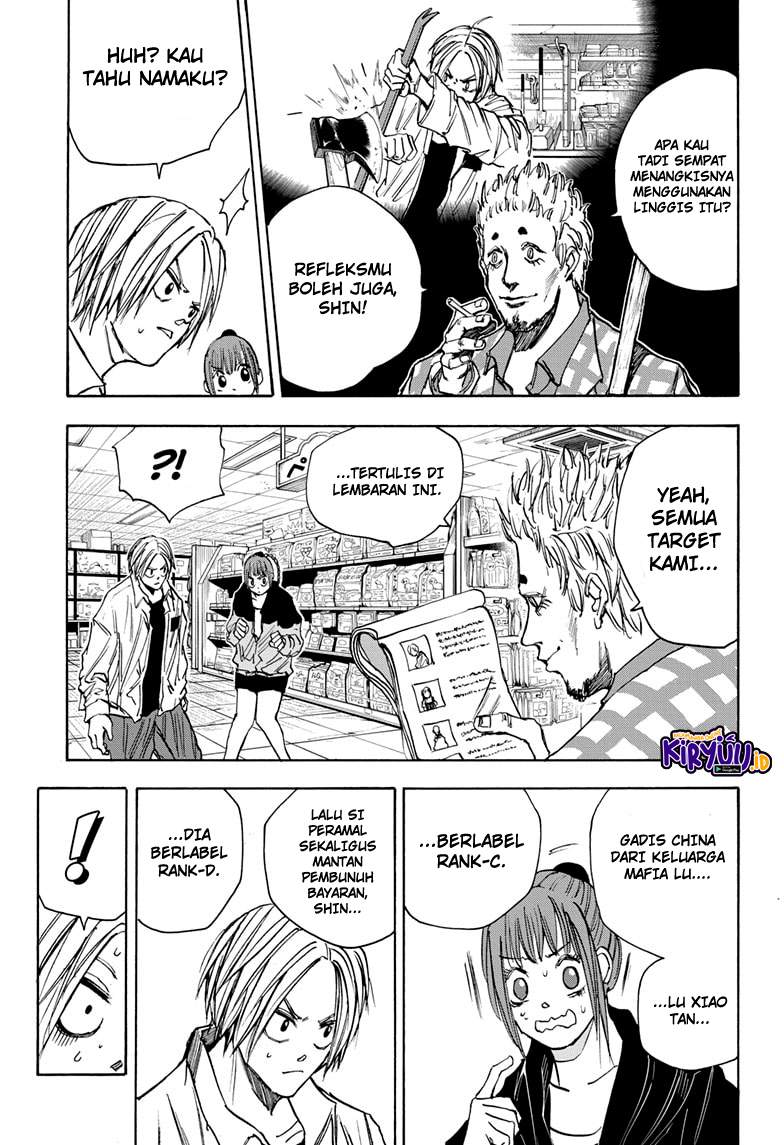 APA KAU
TADI SEMPAT
MENANGKISNYA
MENGGUNAKAN
LINGGIS ITU?
REFLEKSMU
BOLEH JUGA,
SHIN!
HUH? KAU
TAHU NAMAKU?
YEAH,
SEMUA
TARGET
KAMI...
...TERTULIS DI
LEMBARAN INI.
?!
ペ
KIRYUU.ID
GADIS CHINA
DARI KELUARGA
MAFIA LU....
...LU XIAO
TAN...
...BERLABEL
RANK-C.
LALU SI
PERAMAL
SEKALIGUS
MANTAN
PEMBUNUH
BAYARAN,
SHIN...
...DIA
BERLABEL
RANK-D.
!